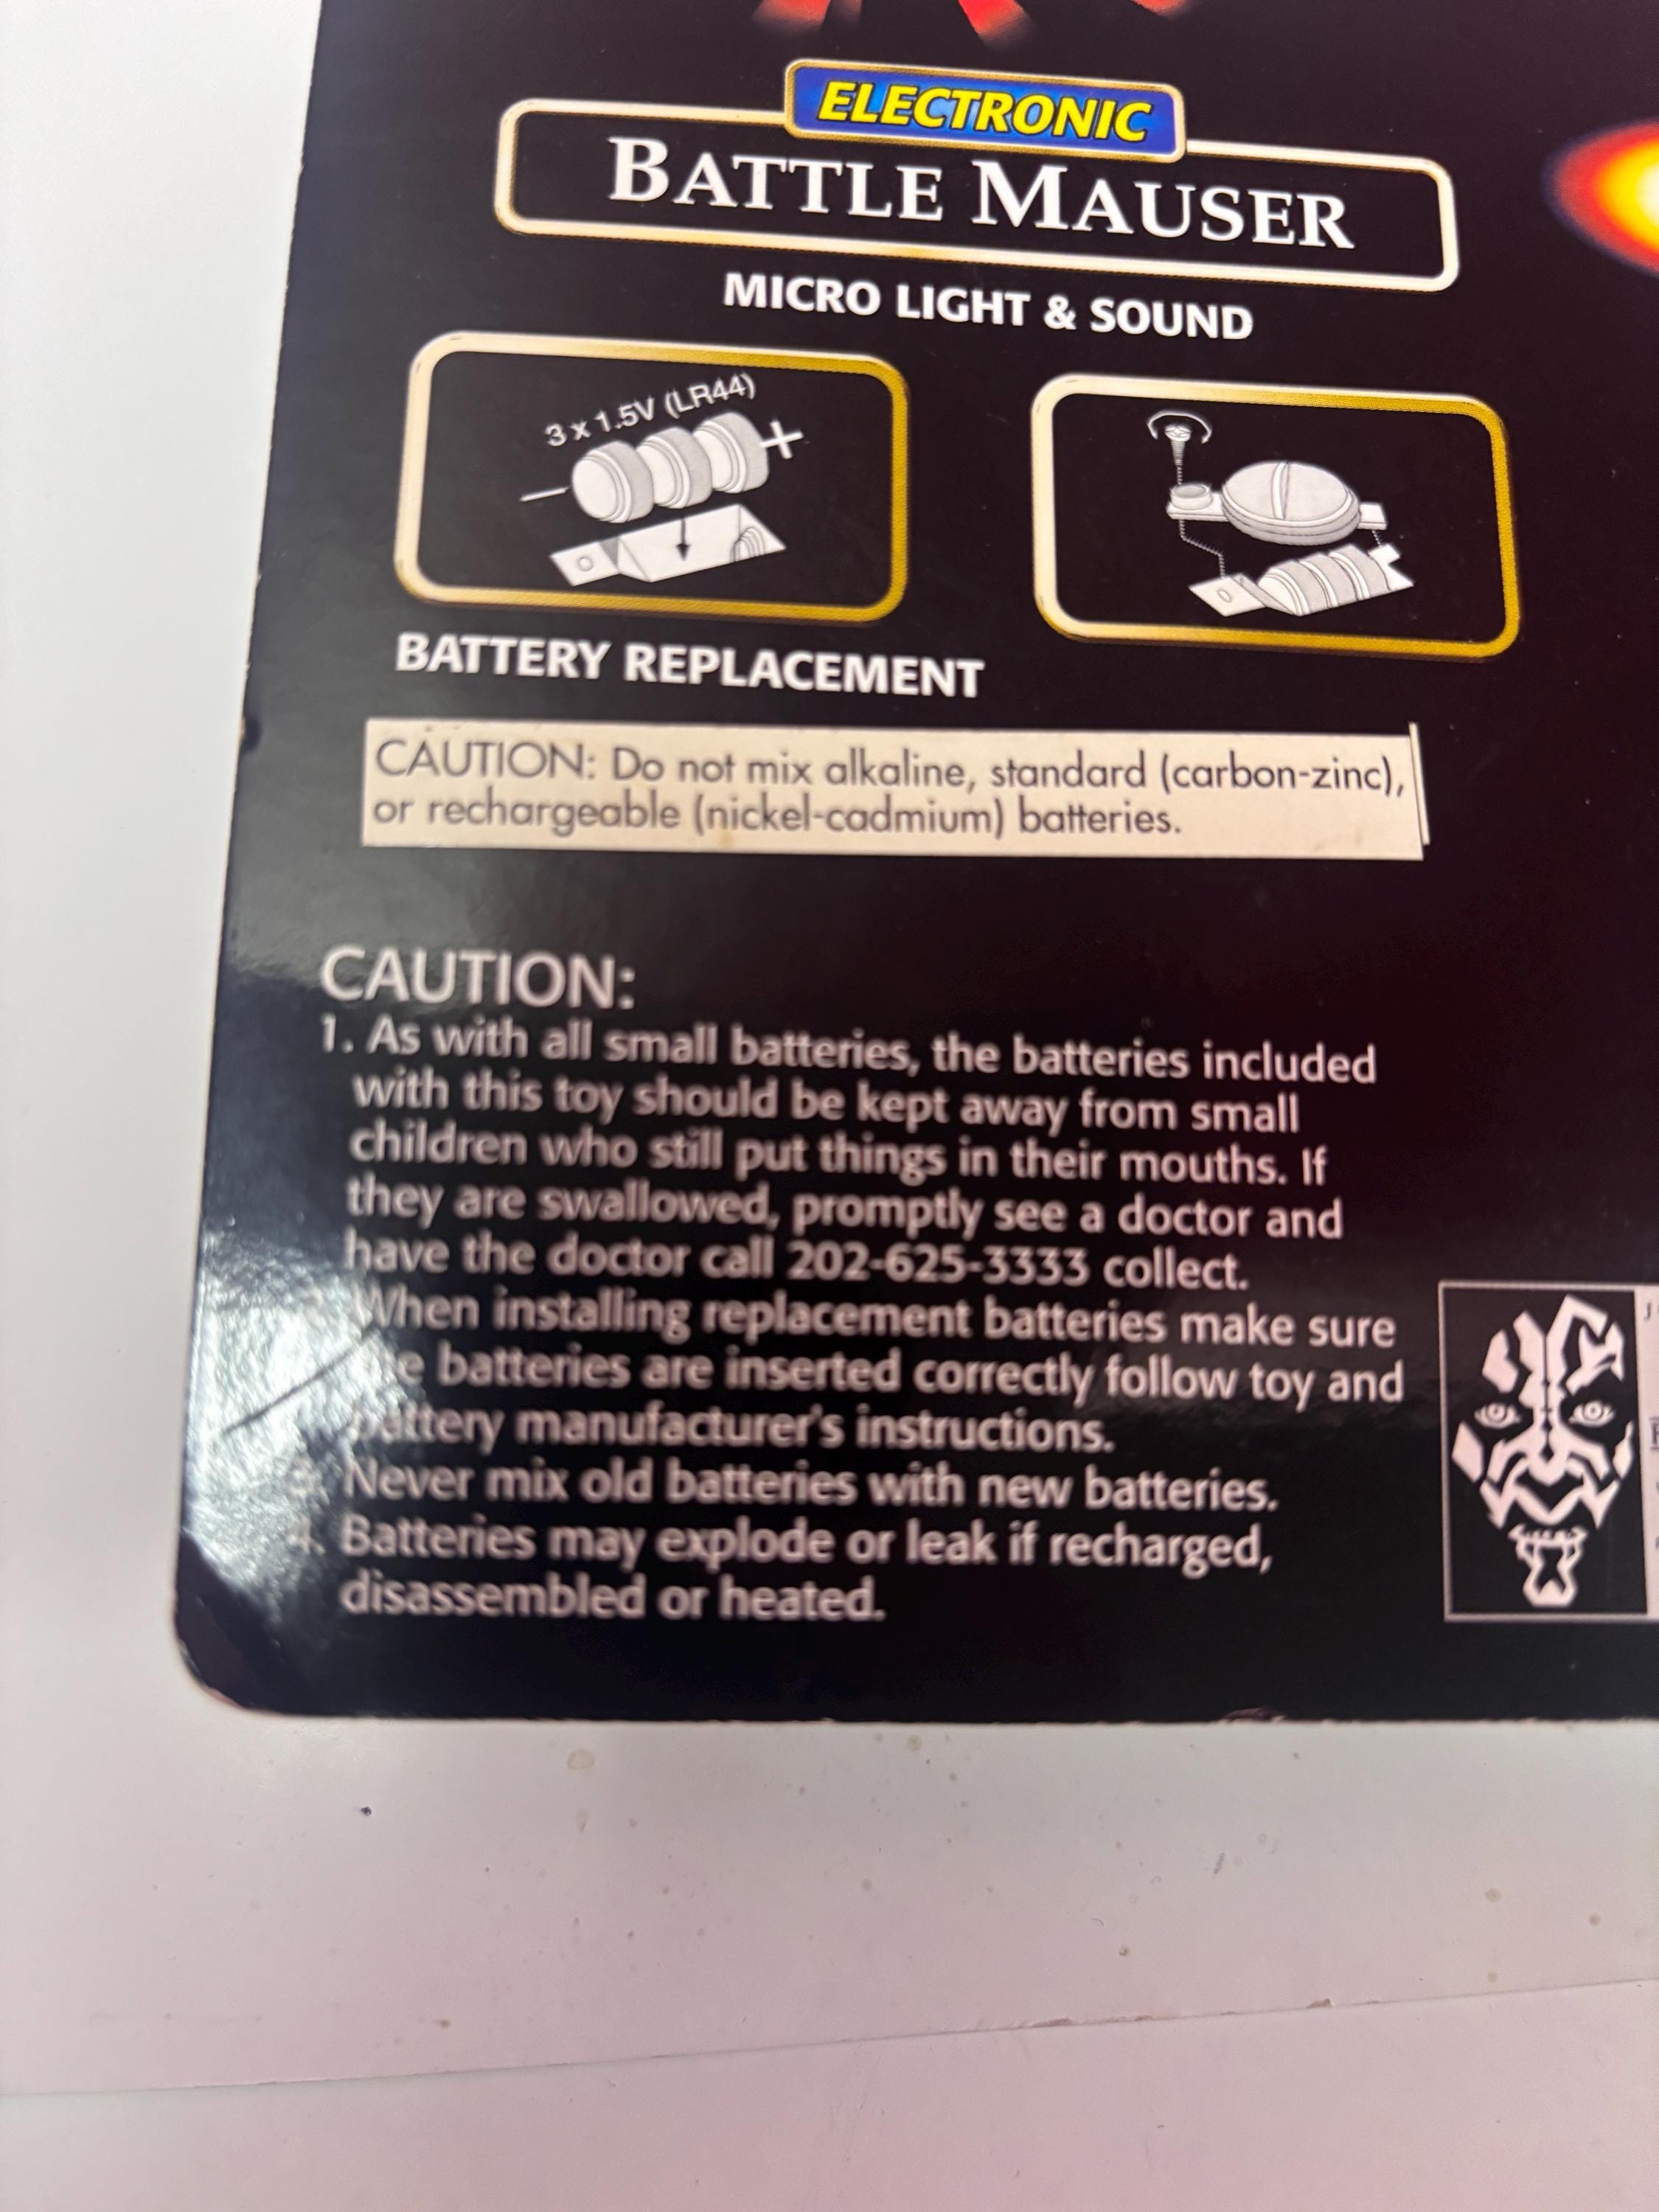 ELECTRONIC
BATTLE MAUSER
MICRO LIGHT & SOUND
3 x 1.5V (LR44)
BATTERY REPLACEMENT
CAUTION: Do not mix alkaline, standard (carbon-zinc),
or rechargeable (nickel-cadmium) batteries.
CAUTION:
1. As with all small batteries, the batteries included
with this toy should be kept away from small
children who still put things in their mouths. If
they are swallowed, promptly see a doctor and
have the doctor call 202-625-3333 collect.
When installing replacement batteries make sure
batteries are inserted correctly follow toy and
battery manufacturer's instructions.
3. Never mix old batteries with new batteries.
4. Batteries may explode or leak if recharged,
disassembled or heated.